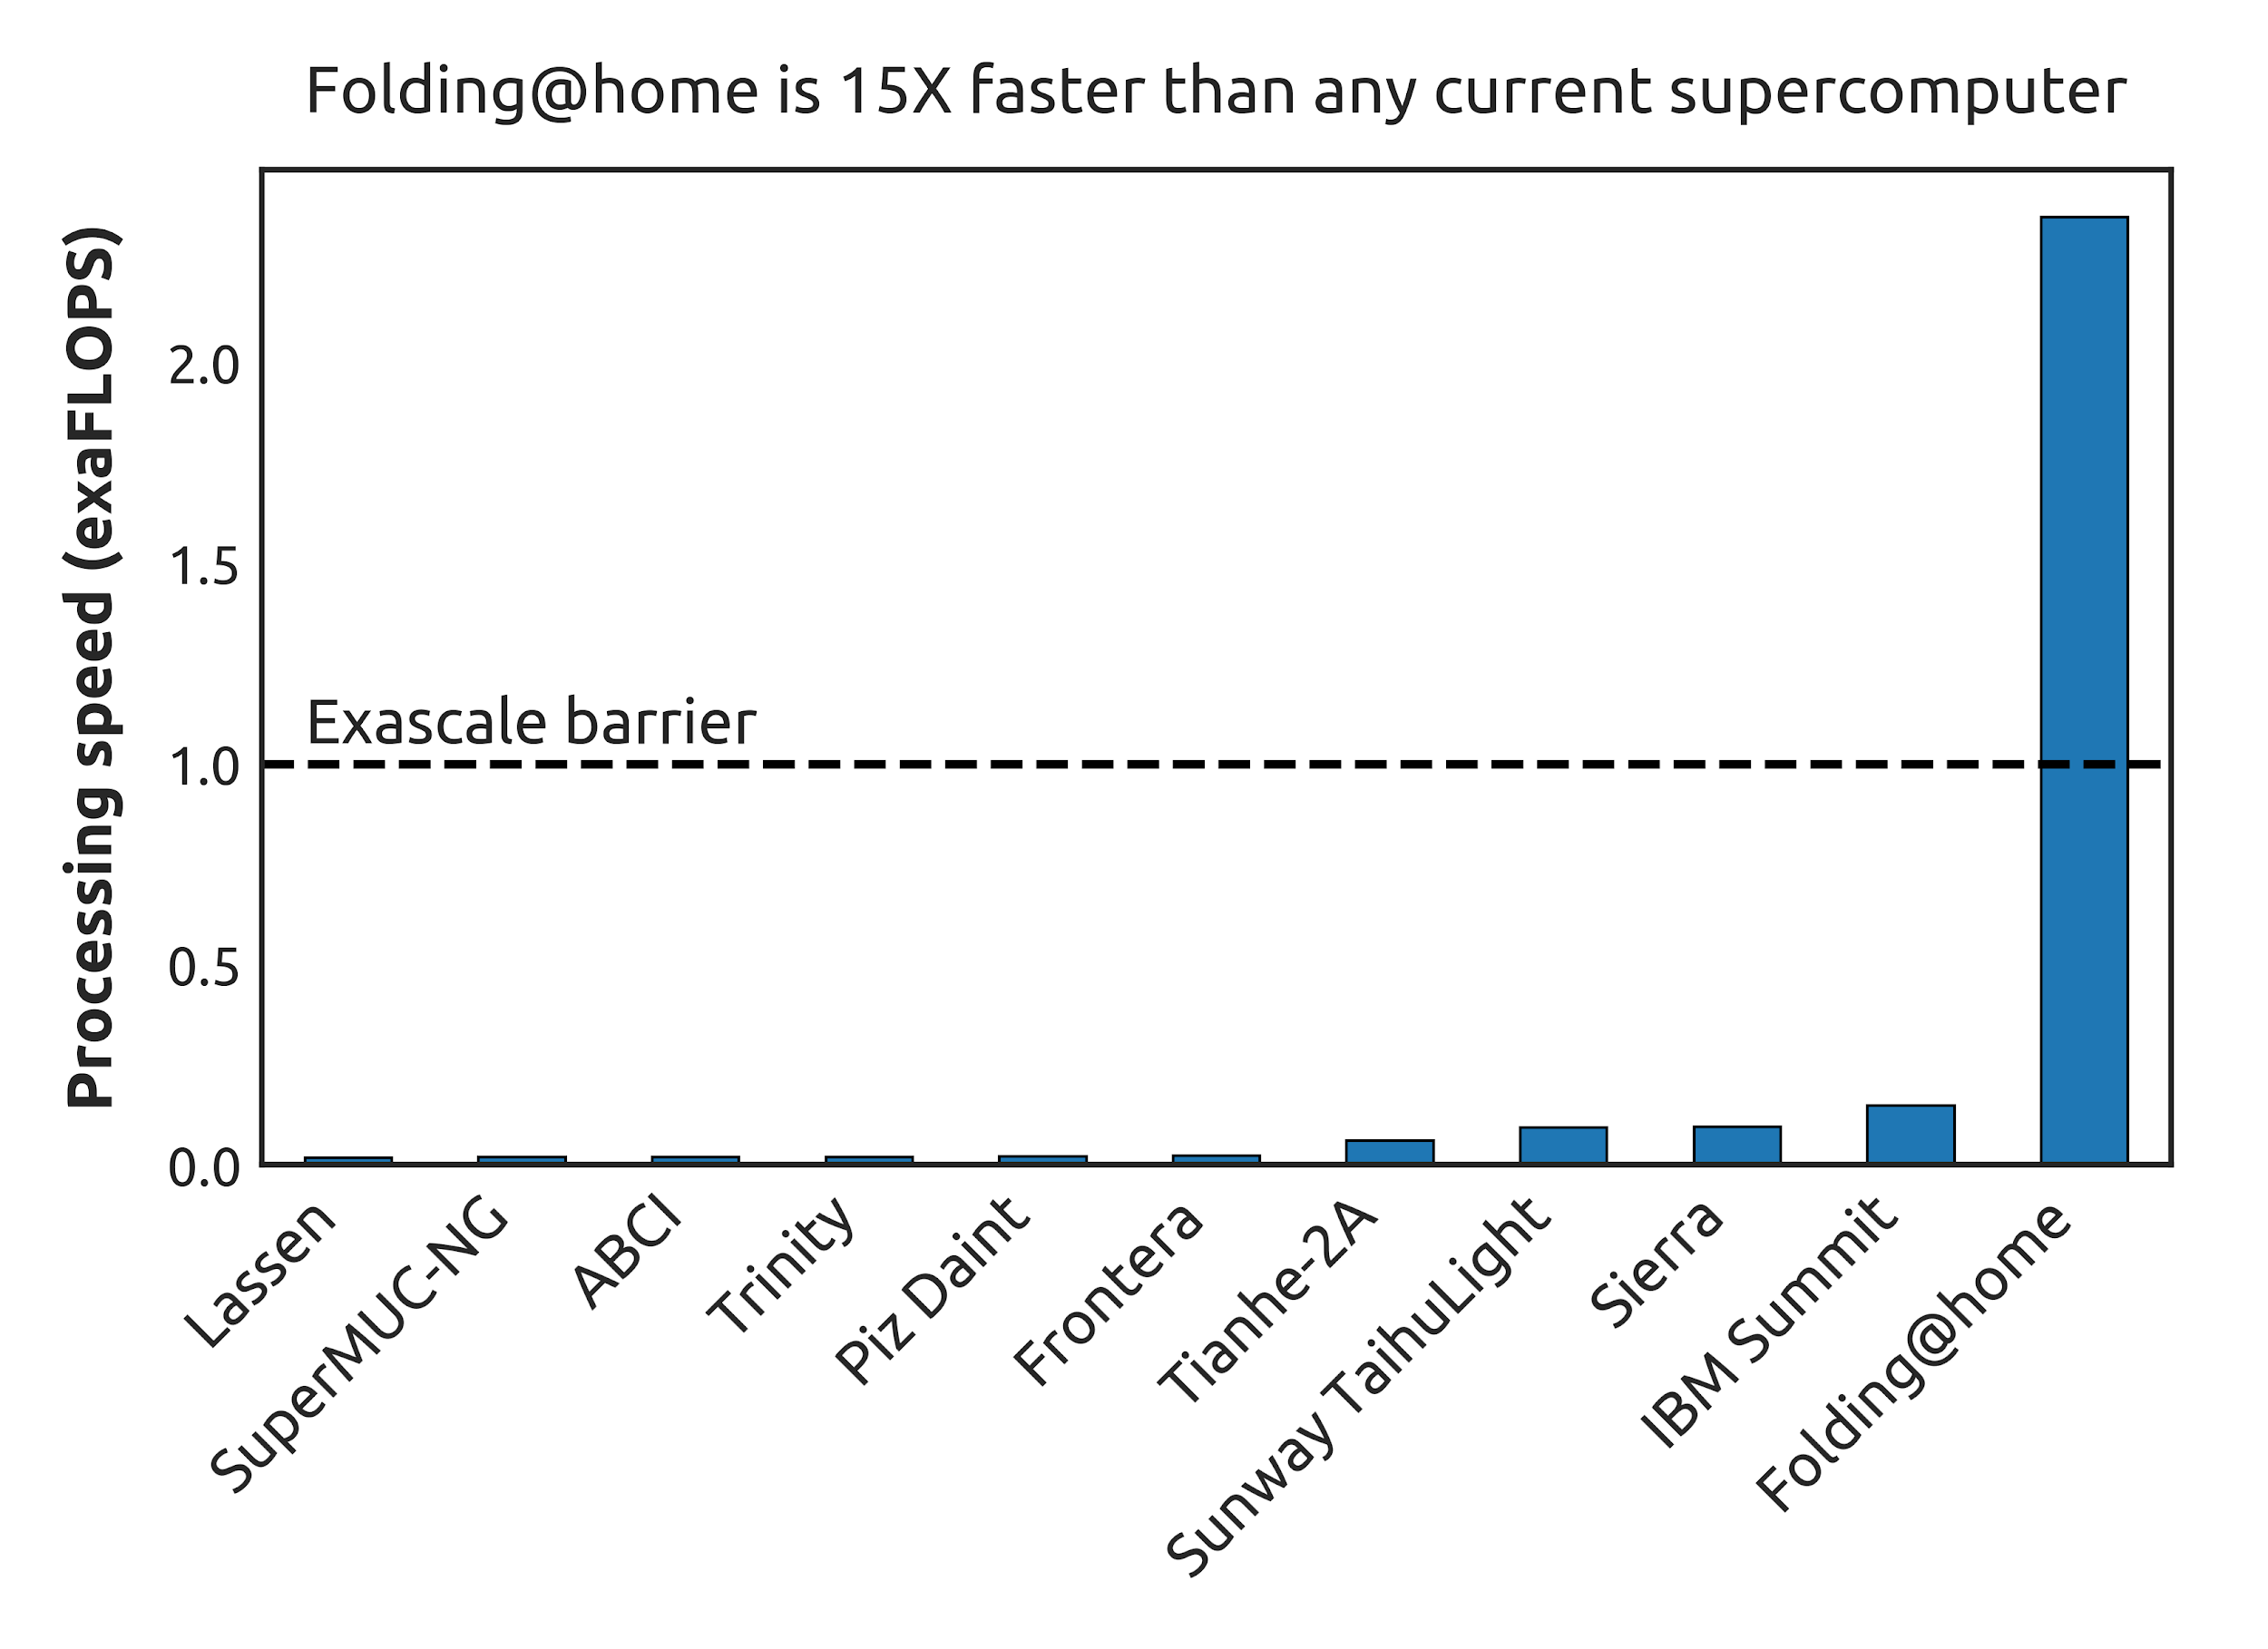 Folding@home is 15X faster than any current supercomputer
Processing speed (exaFLOPS)
2.0
1.5
Exascale barrier
1.0
0.5
0.0
Lassen
SuperMUC-NG
ABCI
Trinity
Piz Daint
Frontera
Tianhe-2A
Sunway TaihuLight
Sierra
IBM Summit
Folding@home